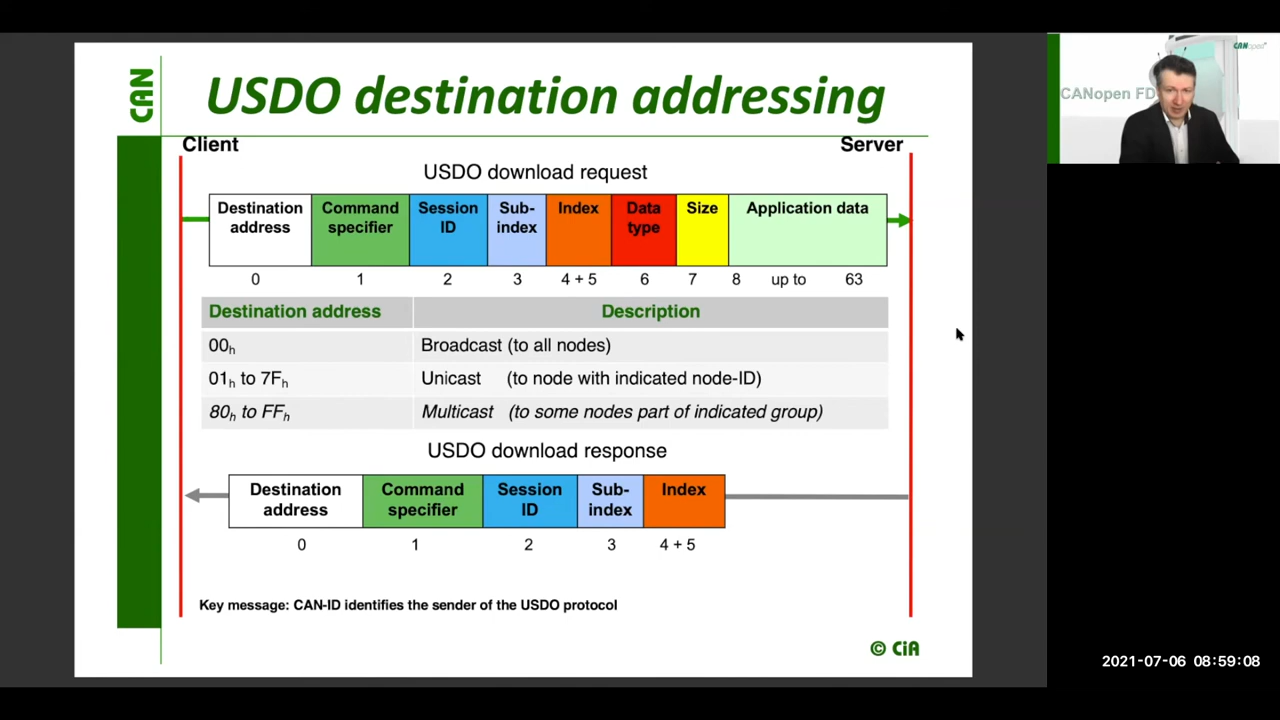 CAN
USDO destination addressing
Client
Server
USDO download request
Destination address
Command specifier
Session ID
Sub-index
Index
Data type
Size
Application data
0
1
2
3
4 + 5
6
7
8
up to
63
Destination address
Description
00h
Broadcast (to all nodes)
01h to 7Fh
Unicast (to node with indicated node-ID)
80h to FFh
Multicast (to some nodes part of indicated group)
USDO download response
Destination address
Command specifier
Session ID
Sub-index
Index
0
1
2
3
4 + 5
Key message: CAN-ID identifies the sender of the USDO protocol
© CiA
CANopen
CANopen FD
2021-07-06 08:59:08